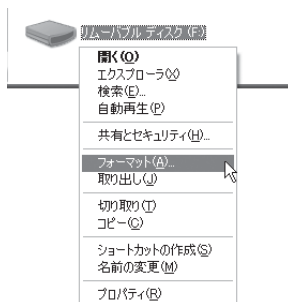 リムーバブル ディスク (F:)
開く(O)
エクスプローラ(X)
検索(E)...
自動再生(P)
共有とセキュリティ(H)...
フォーマット(A)...
取り出し(J)
切り取り(T)
コピー(C)
ショートカットの作成(S)
名前の変更(M)
プロパティ(R)